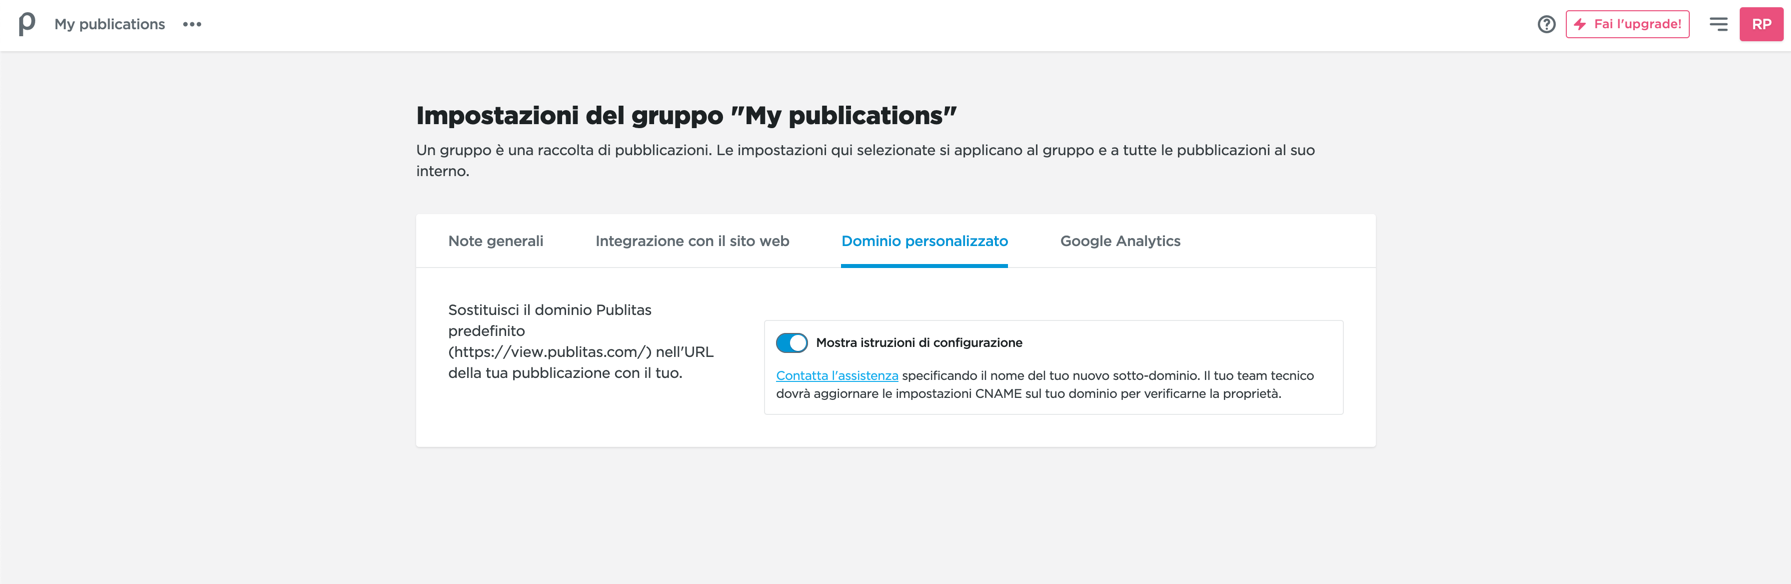 My publications •••
Fai l'upgrade!
RP
Impostazioni del gruppo "My publications"
Un gruppo è una raccolta di pubblicazioni. Le impostazioni qui selezionate si applicano al gruppo e a tutte le pubblicazioni al suo
interno.
Note generali
Integrazione con il sito web
Dominio personalizzato
Google Analytics
Sostituisci il dominio Publitas
predefinito
(https://view.publitas.com/) nell'URL
della tua pubblicazione con il tuo.
Mostra istruzioni di configurazione
Contatta l'assistenza specificando il nome del tuo nuovo sotto-dominio. Il tuo team tecnico
dovrà aggiornare le impostazioni CNAME sul tuo dominio per verificarne la proprietà.